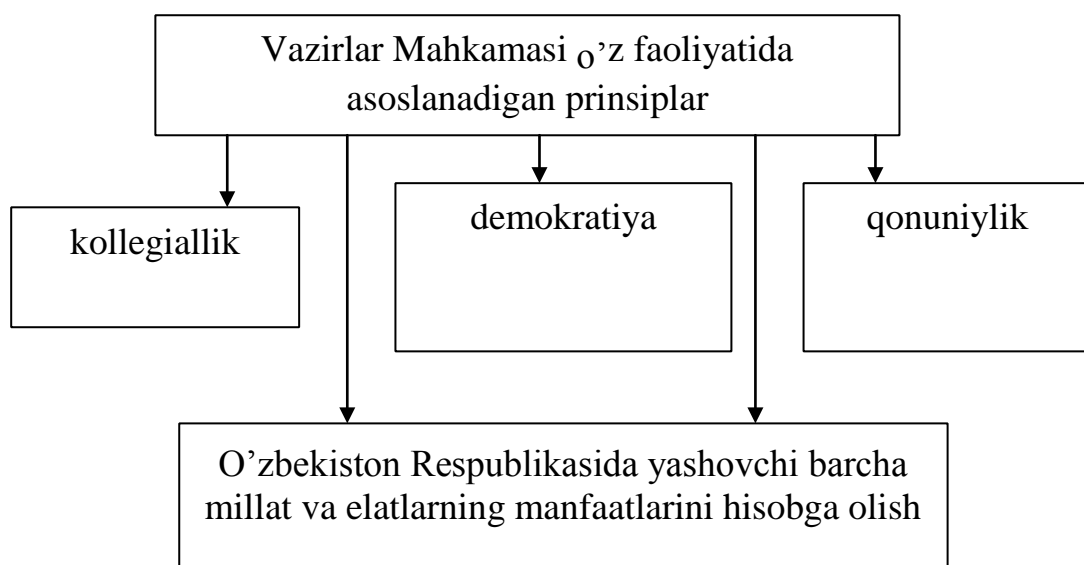 Vazirlar Mahkamasi o’z faoliyatida
asoslanadigan prinsiplar
kollegiallik
demokratiya
qonuniylik
O’zbekiston Respublikasida yashovchi barcha
millat va elatlarning manfaatlarini hisobga olish